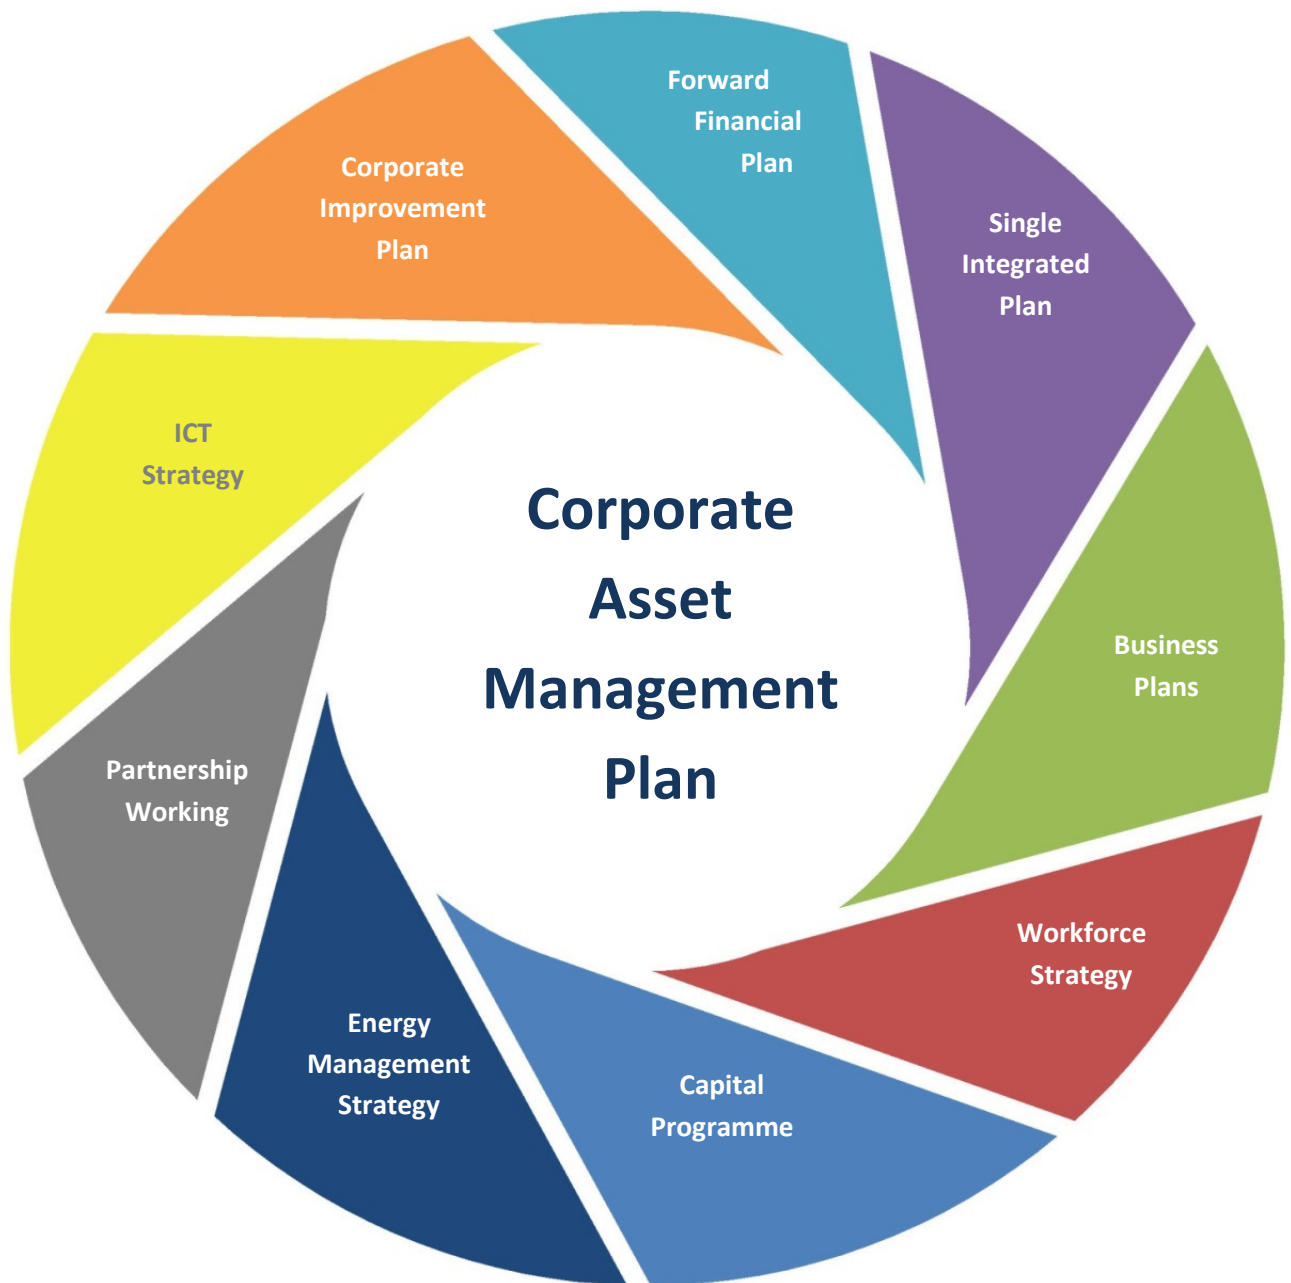 Forward
Financial
Plan
Single
Integrated
Plan
Business
Plans
Workforce
Strategy
Capital
Programme
Energy
Management
Strategy
Partnership
Working
ICT
Strategy
Corporate
Improvement
Plan
Corporate
Asset
Management
Plan